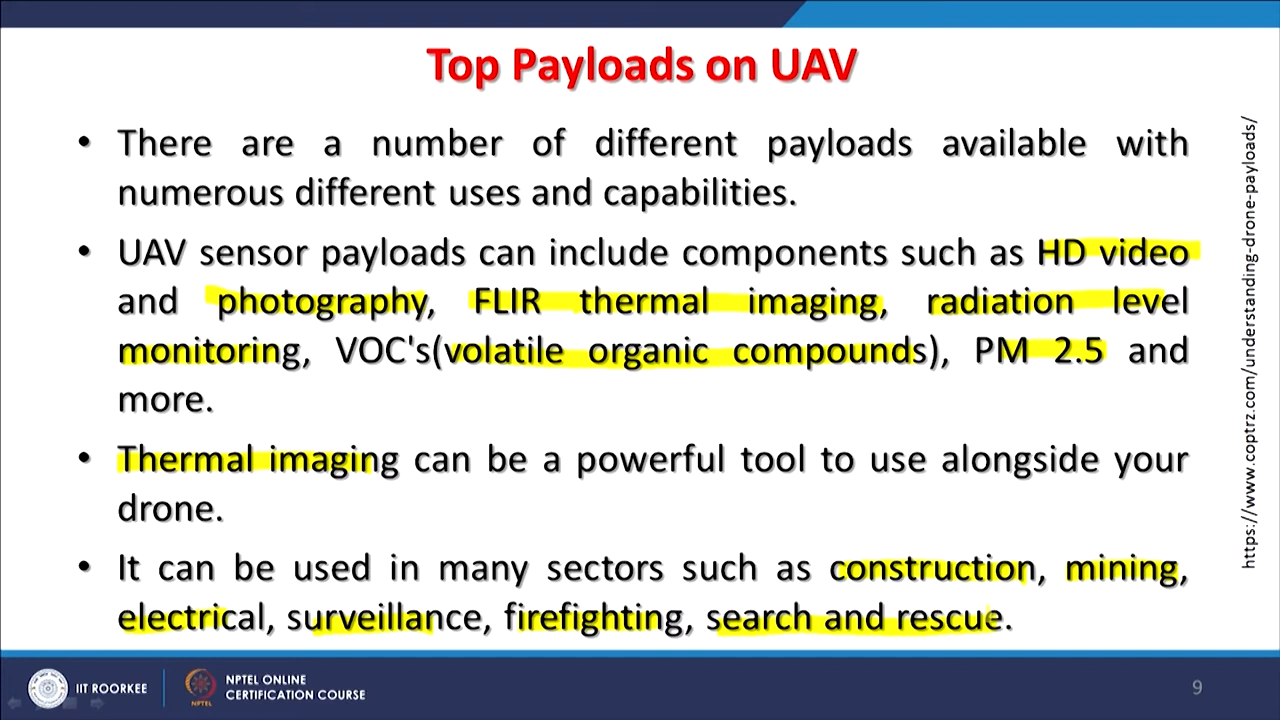 Top Payloads on UAV
• There are a number of different payloads available with
numerous different uses and capabilities.
• UAV sensor payloads can include components such as HD video
and photography, FLIR thermal imaging, radiation level
monitoring, VOC's(volatile organic compounds), PM 2.5 and
more.
• Thermal imaging can be a powerful tool to use alongside your
drone.
• It can be used in many sectors such as construction, mining,
electrical, surveillance, firefighting, search and rescue.
https://www.coptrz.com/understanding-drone-payloads/
IIT ROORKEE
NPTEL
NPTEL ONLINE
CERTIFICATION COURSE
9